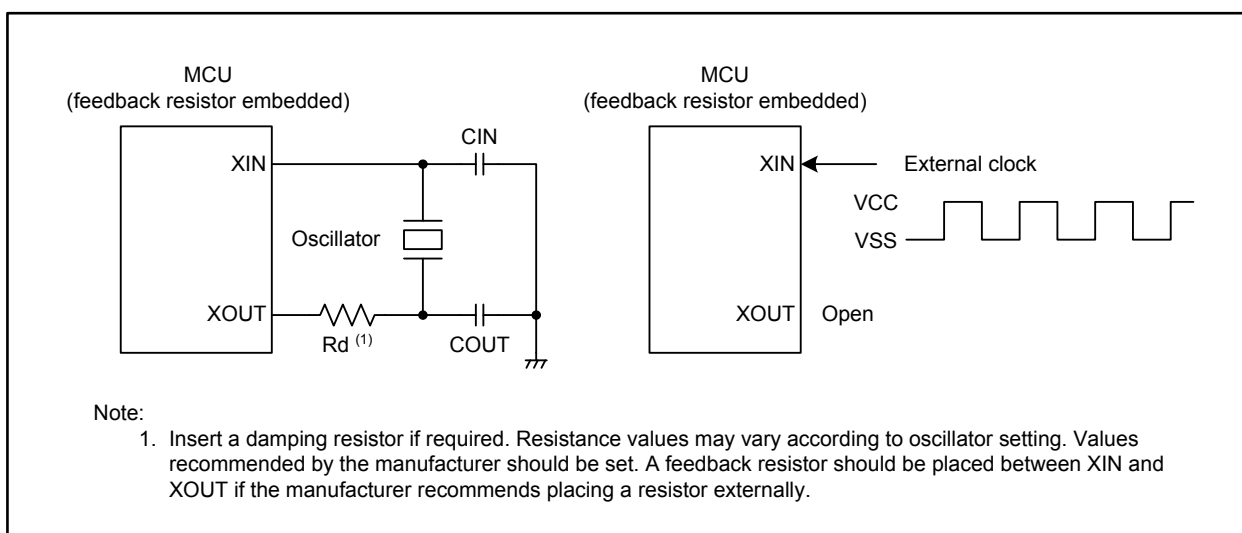 MCU
(feedback resistor embedded)
XIN
CIN
Oscillator
XOUT
Rd (1)
COUT
MCU
(feedback resistor embedded)
XIN
External clock
VCC
VSS
XOUT
Open
Note:
1. Insert a damping resistor if required. Resistance values may vary according to oscillator setting. Values
recommended by the manufacturer should be set. A feedback resistor should be placed between XIN and
XOUT if the manufacturer recommends placing a resistor externally.